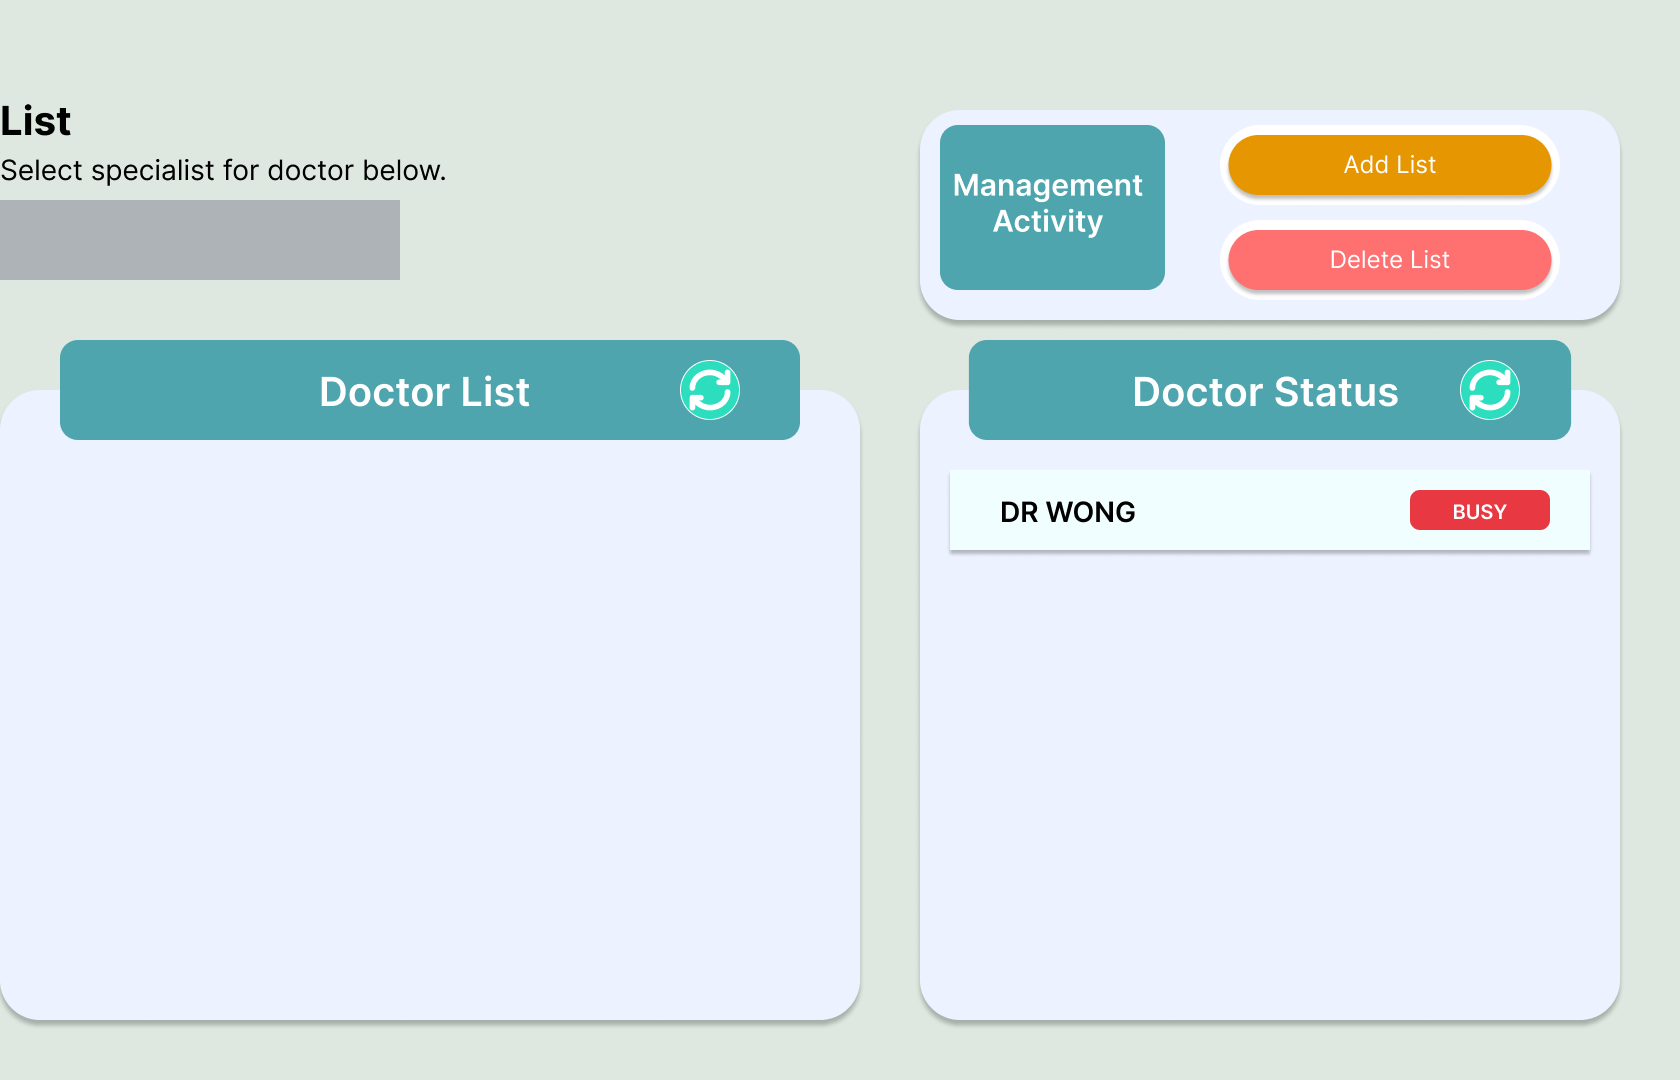 List
Select specialist for doctor below.
Management
Activity
Add List
Delete List
Doctor List
Doctor Status
DR WONG
BUSY